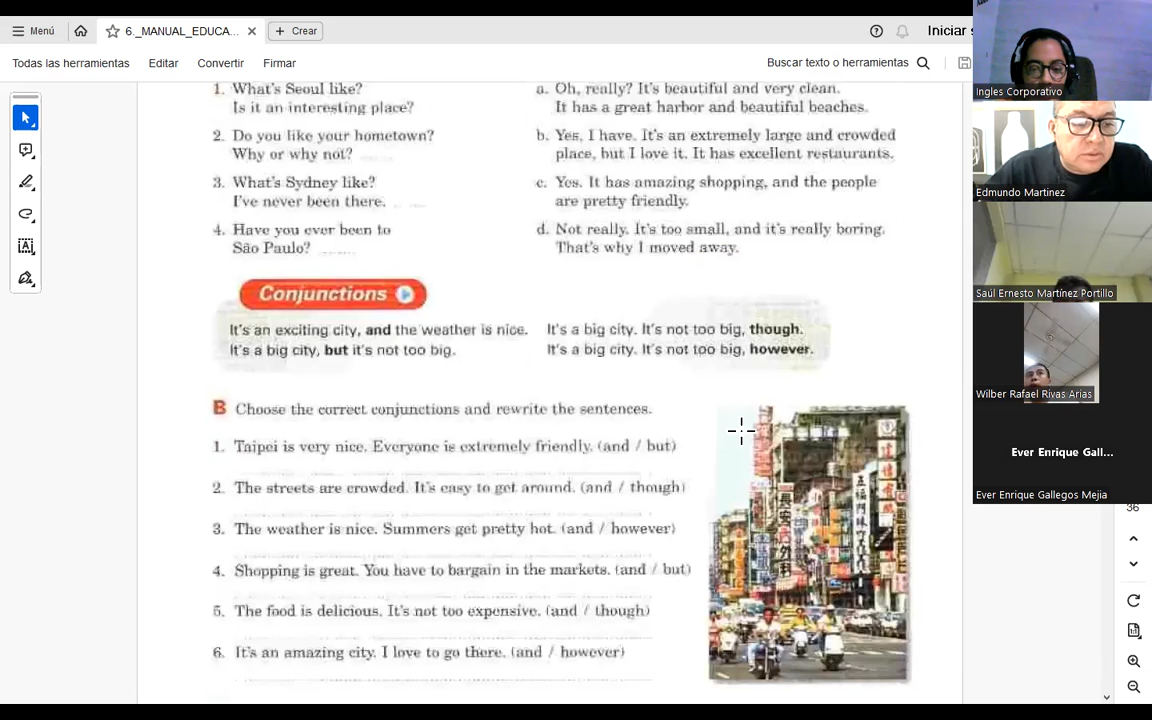 Menú
6._MANUAL_EDUCA...
Crear
Iniciar s
Todas las herramientas
Editar
Convertir
Firmar
Buscar texto o herramientas
1. What's Seoul like?
Is it an interesting place?
2. Do you like your hometown?
Why or why not?
3. What's Sydney like?
I've never been there.
4. Have you ever been to
São Paulo?
a. Oh, really? It's beautiful and very clean.
It has a great harbor and beautiful beaches.
b. Yes, I have. It's an extremely large and crowded
place, but I love it. It has excellent restaurants.
c. Yes. It has amazing shopping, and the people
are pretty friendly.
d. Not really. It's too small, and it's really boring.
That's why I moved away.
Conjunctions
It's an exciting city, and the weather is nice.
It's a big city, but it's not too big.
It's a big city. It's not too big, though.
It's a big city. It's not too big, however.
B Choose the correct conjunctions and rewrite the sentences.
1. Taipei is very nice. Everyone is extremely friendly. (and / but)
2. The streets are crowded. It's easy to get around. (and / though)
3. The weather is nice. Summers get pretty hot. (and / however)
4. Shopping is great. You have to bargain in the markets. (and / but)
5. The food is delicious. It's not too expensive. (and / though)
6. It's an amazing city. I love to go there. (and / however)
Ingles Corporativo
Edmundo Martinez
Saúl Ernesto Martínez Portillo
Wilber Rafael Rivas Arias
Ever Enrique Gall...
Ever Enrique Gallegos Mejia
36